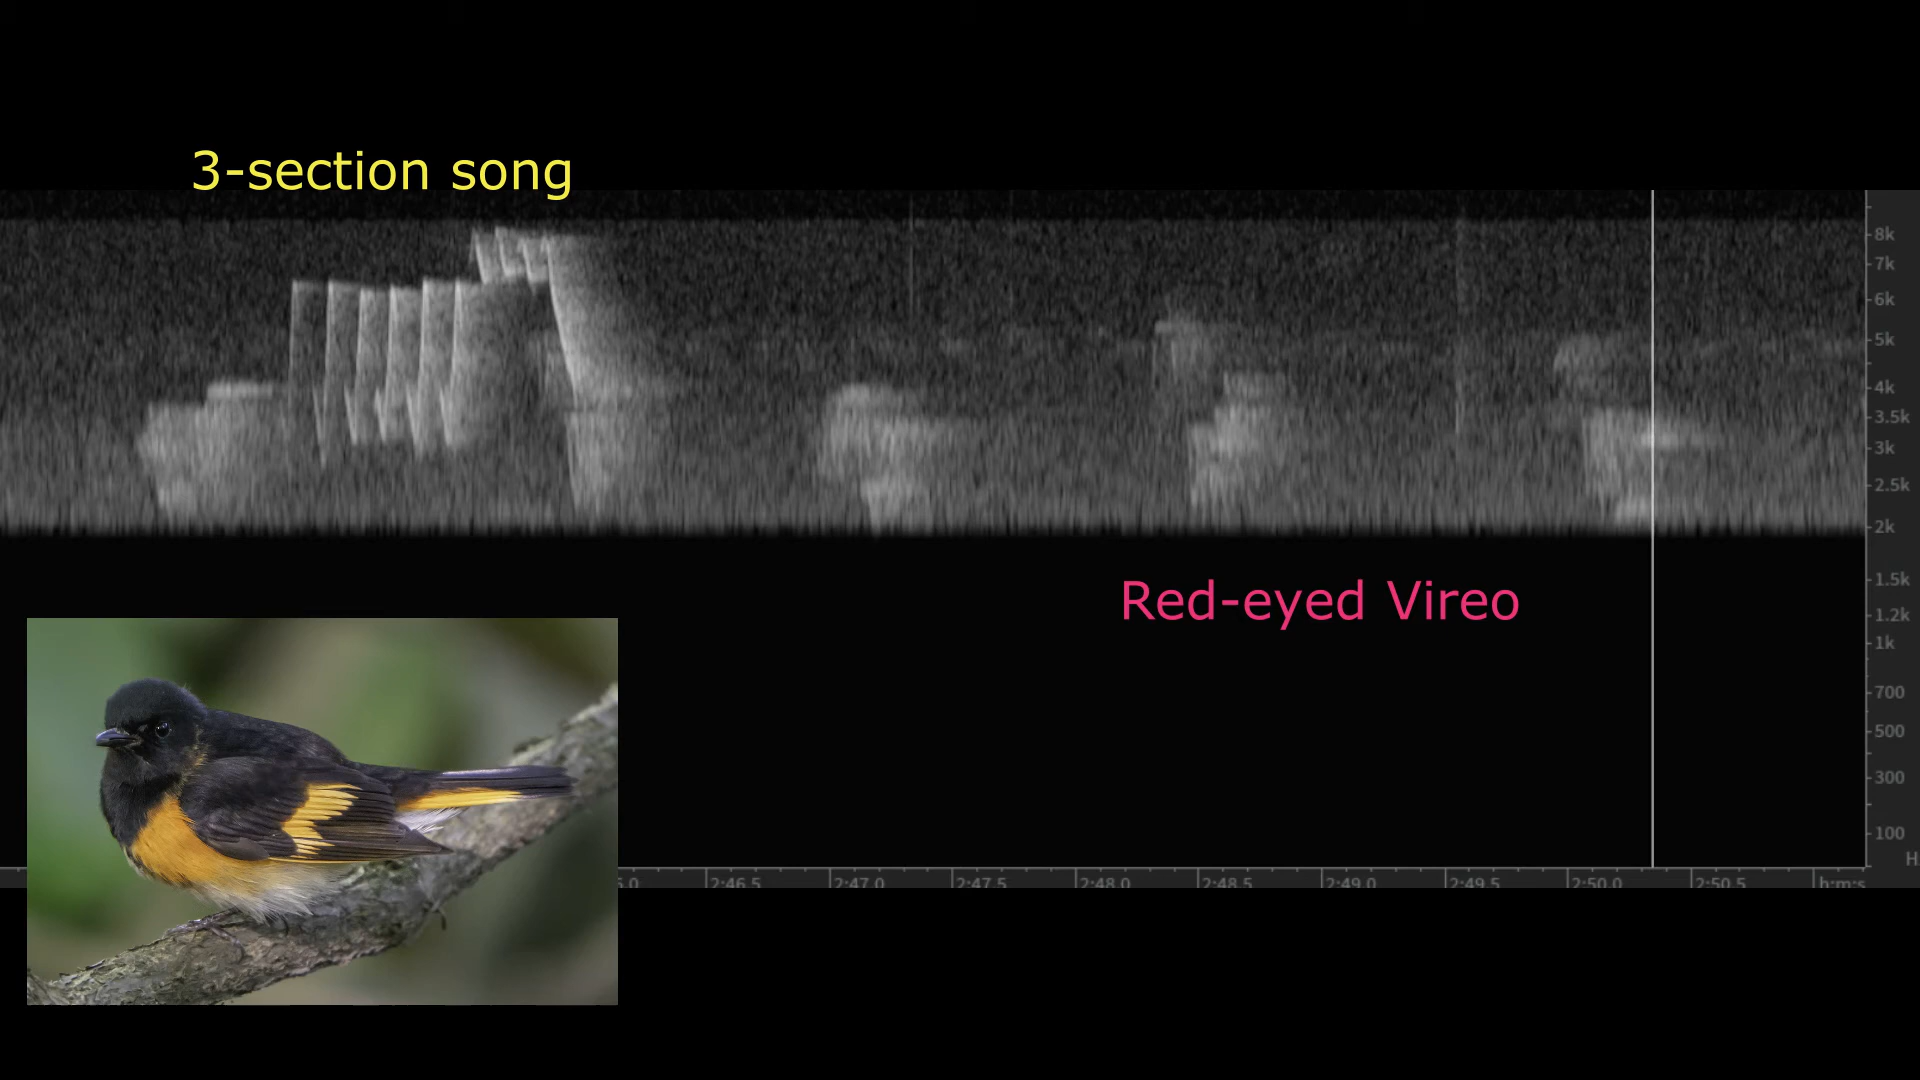 3-section song
8k
7k
6k
5k
4k
3.5k
3k
2.5k
2k
Red-eyed Vireo
1.5k
1.2k
1k
700
500
300
100
2:46.5 2:47.0 2:47.5 2:48.0 2:48.5 2:49.0 2:49.5 2:50.0 2:50.5 h:m:s